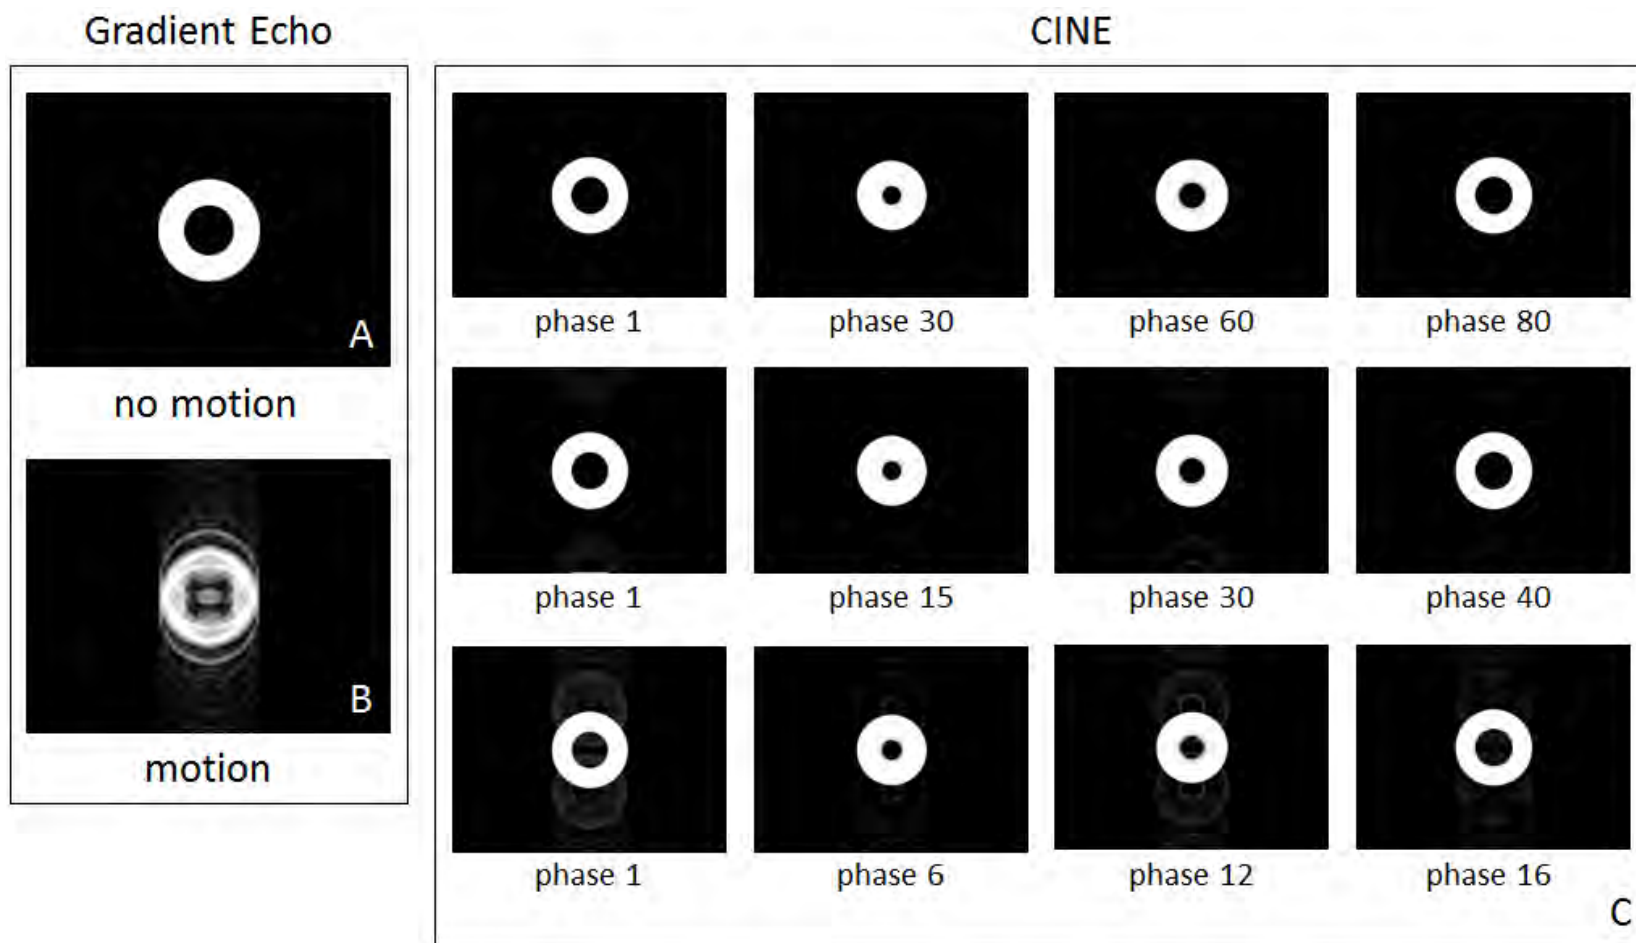 Gradient Echo
CINE
A
no motion
B
motion
phase 1
phase 30
phase 60
phase 80
phase 1
phase 15
phase 30
phase 40
phase 1
phase 6
phase 12
phase 16
C